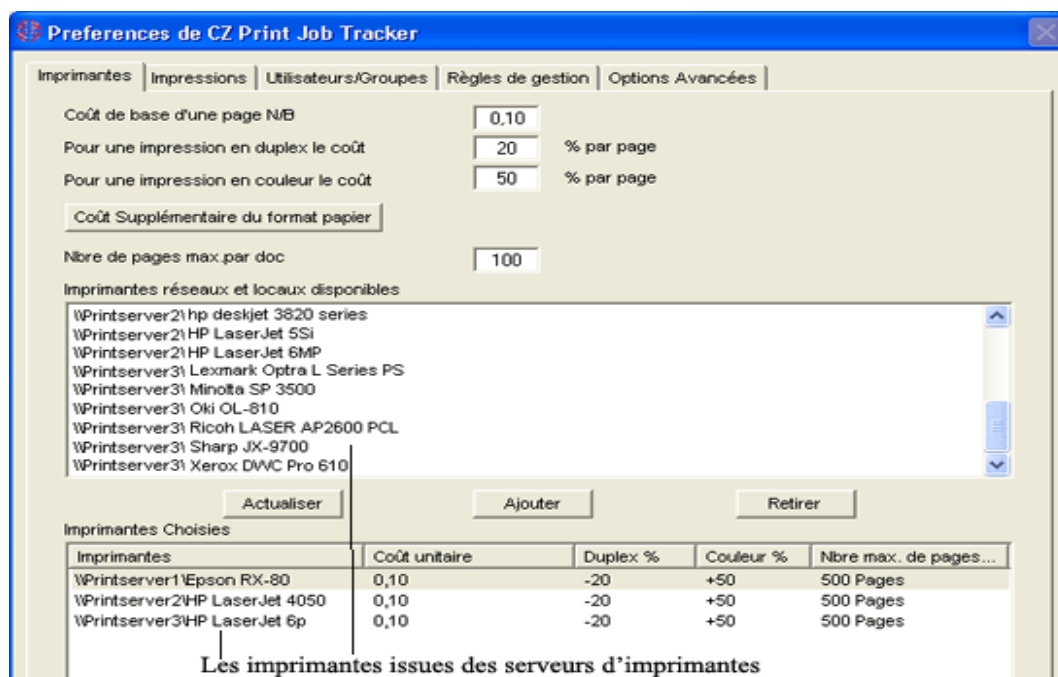 Preferences de CZ Print Job Tracker
Imprimantes Impressions Utilisateurs/Groupes Règles de gestion Options Avancées
Coût de base d'une page N/B 0,10
Pour une impression en duplex le coût 20 % par page
Pour une impression en couleur le coût 50 % par page
Coût Supplémentaire du format papier
Nbre de pages max.par doc 100
Imprimantes réseaux et locaux disponibles
\\Printserver2\hp deskjet 3820 series
\\Printserver2\HP LaserJet 5Si
\\Printserver2\HP LaserJet 6MP
\\Printserver3\ Lexmark Optra L Series PS
\\Printserver3\ Minolta SP 3500
\\Printserver3\ Oki OL-810
\\Printserver3\ Ricoh LASER AP2600 PCL
\\Printserver3\ Sharp JX-9700
\\Printserver3\ Xerox DWC Pro 610
Actualiser Ajouter Retirer
Imprimantes Choisies
Imprimantes Coût unitaire Duplex % Couleur % Nbre max. de pages...
\\Printserver1\Epson RX-80 0,10 -20 +50 500 Pages
\\Printserver2\HP LaserJet 4050 0,10 -20 +50 500 Pages
\\Printserver3\HP LaserJet 6p 0,10 -20 +50 500 Pages
Les imprimantes issues des serveurs d'imprimantes